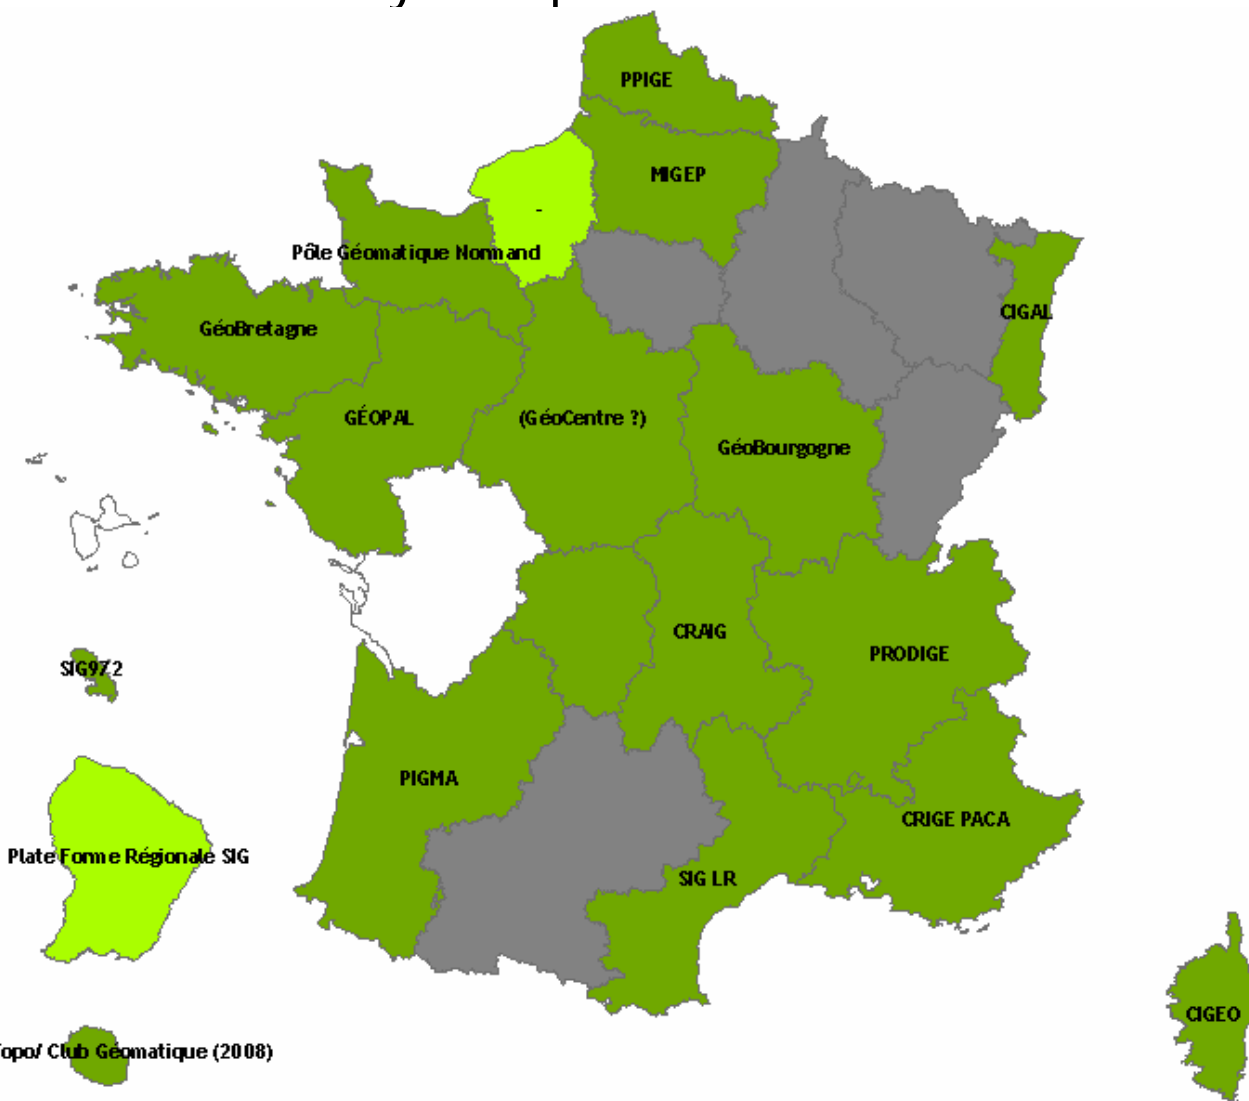 PPIGE
MIGEP
-
Pôle Géomatique Normand
CIGAL
GéoBretagne
GÉOPAL
(GéoCentre ?)
GéoBourgogne
CRAIG
PRODIGE
SIG972
PIGMA
CRIGE PACA
Plate Forme Régionale SIG
SIG LR
CIGEO
opo/ Club Géomatique (2008)